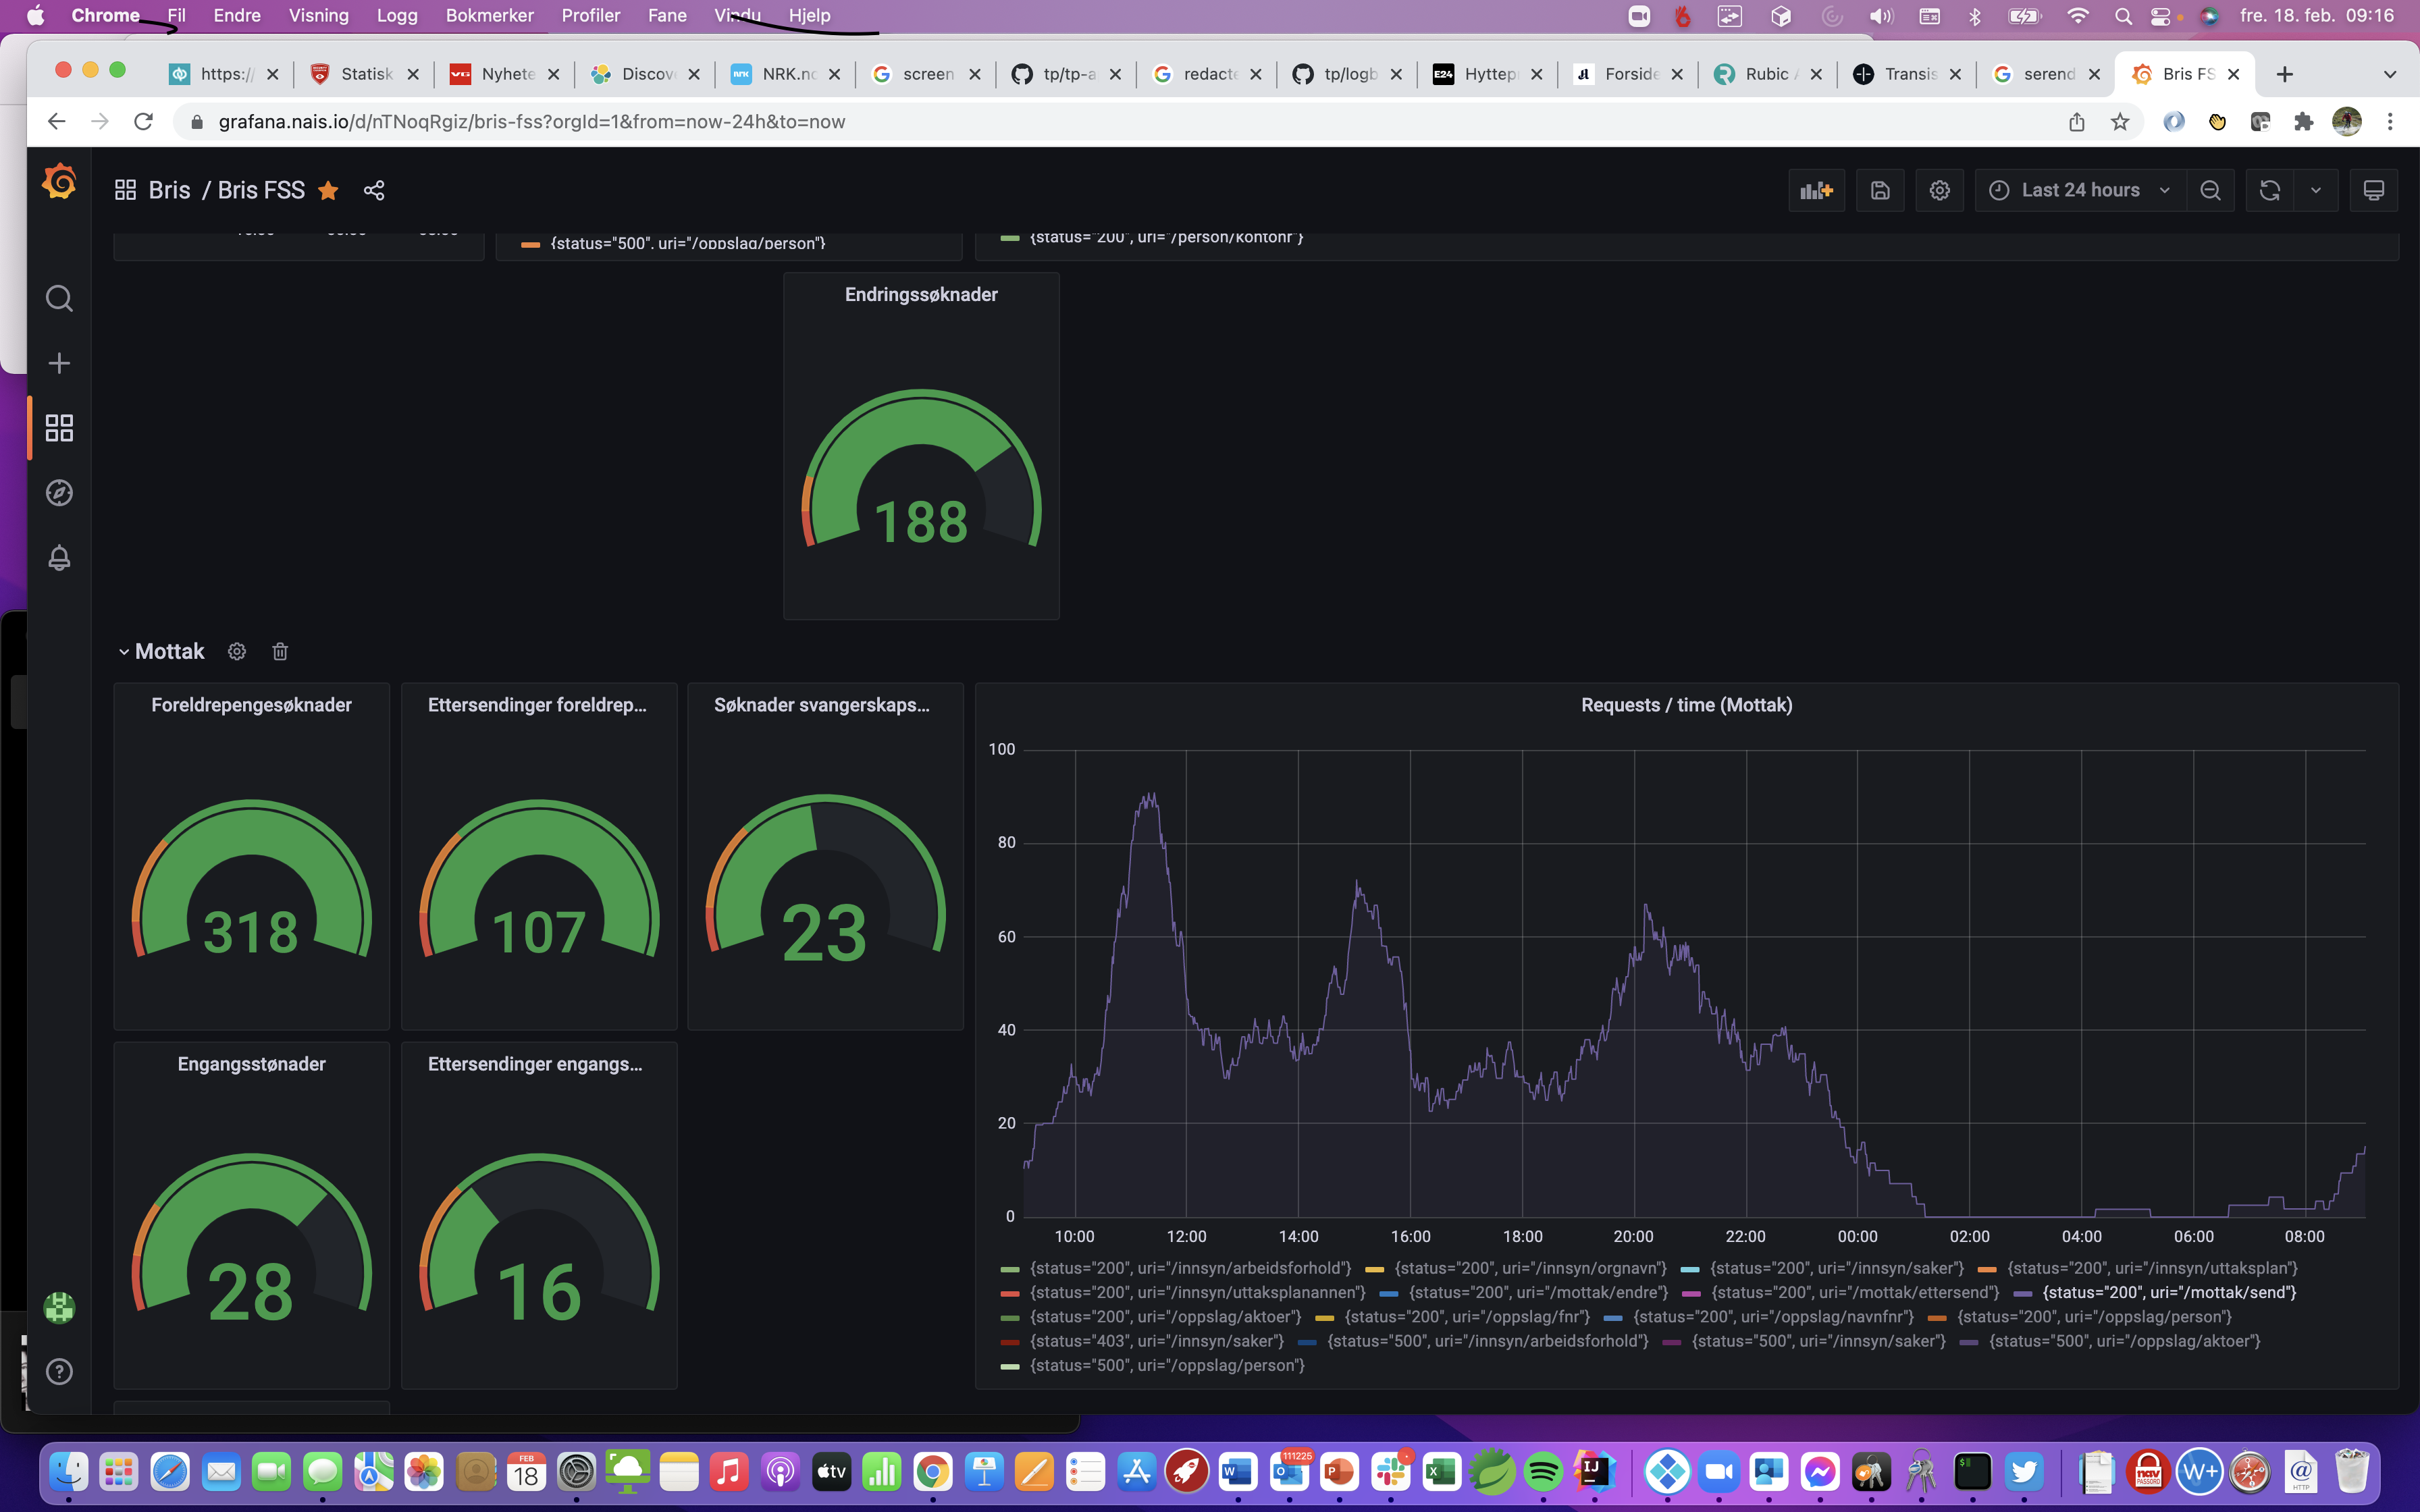 Chrome Fil Endre Visning Logg Bokmerker Profiler Fane Vindu Hjelp fre. 18. feb. 09:16
https:/ Statisk Nyhete Discov NRK.no screen tp/tp-a redacte tp/logb E24 Hyttep Forside Rubic Transis serend Bris FS
grafana.nais.io/d/nTNoqRgiz/bris-fss?orgId=1&from=now-24h&to=now
Bris / Bris FSS Last 24 hours
{status="500", uri="/oppslag/person"} {status="200", uri="/person/kontonr"}
Endringssøknader
188
Mottak
Foreldrepengesøknader Ettersendinger foreldrep... Søknader svangerskaps... Requests / time (Mottak)
318 107 23
Engangsstønader Ettersendinger engangs...
28 16
100
80
60
40
20
0
10:00 12:00 14:00 16:00 18:00 20:00 22:00 00:00 02:00 04:00 06:00 08:00
{status="200", uri="/innsyn/arbeidsforhold"} {status="200", uri="/innsyn/orgnavn"} {status="200", uri="/innsyn/saker"} {status="200", uri="/innsyn/uttaksplan"}
{status="200", uri="/innsyn/uttaksplanannen"} {status="200", uri="/mottak/endre"} {status="200", uri="/mottak/ettersend"} {status="200", uri="/mottak/send"}
{status="200", uri="/oppslag/aktoer"} {status="200", uri="/oppslag/fnr"} {status="200", uri="/oppslag/navnfnr"} {status="200", uri="/oppslag/person"}
{status="403", uri="/innsyn/saker"} {status="500", uri="/innsyn/arbeidsforhold"} {status="500", uri="/innsyn/saker"} {status="500", uri="/oppslag/aktoer"}
{status="500", uri="/oppslag/person"}
FEB 18 tv 111225 W O P X IJ nav W+ @ HTTP